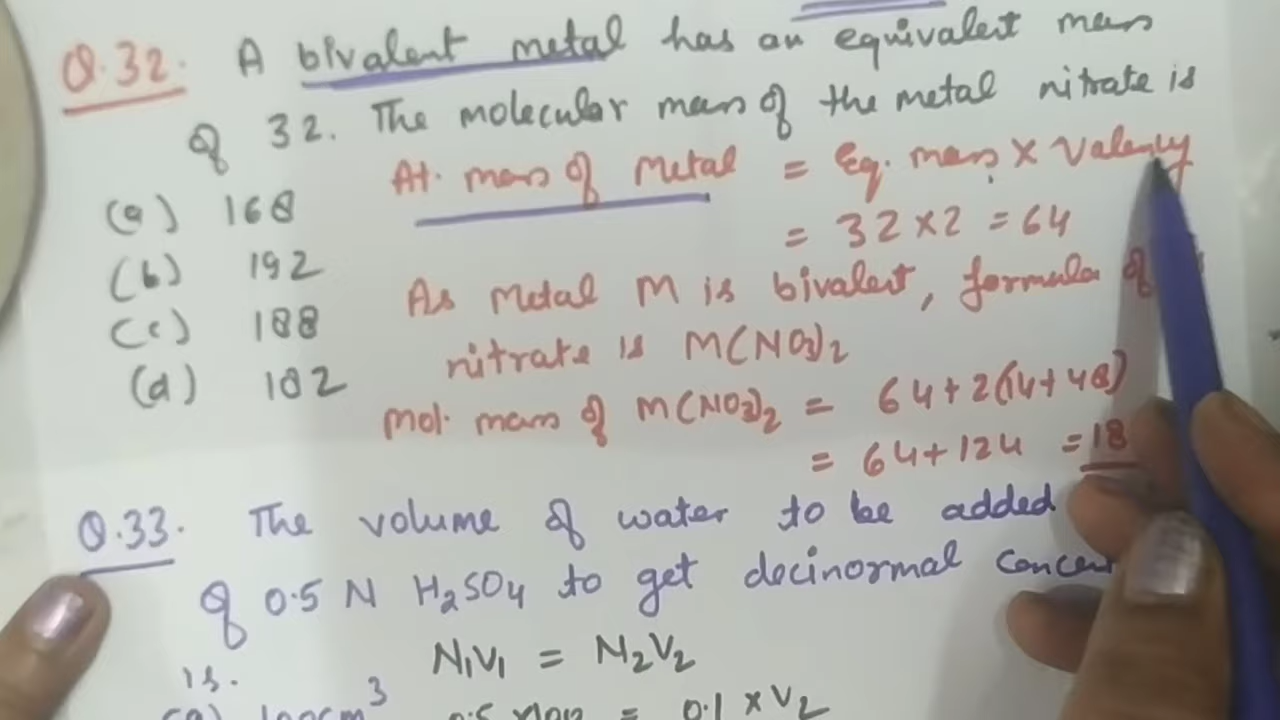 Q.32. A bivalent metal has an equivalent mass
of 32. The molecular mass of the metal nitrate is
At. mass of Metal = Eq. mass X Valency
(a) 168
= 32 X 2 = 64
(b) 192
As Metal M is bivalent, formula of
(c) 188
nitrate is M(NO3)2
(d) 182
Mol. mass of M(NO3)2 = 64 + 2(14 + 48)
= 64 + 124 = 18
Q.33. The volume of water to be added
of 0.5 N H2SO4 to get decinormal
is.
N1V1 = N2V2
(a) 100cm3
= 0.1 X V2